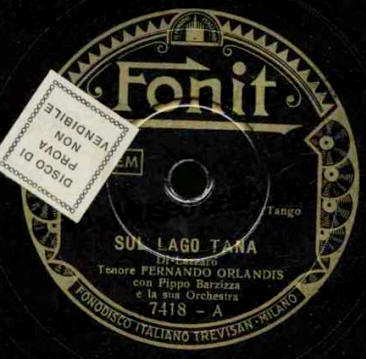 Fonit
DISCO DI
PROVA
NON
VENDIBILE
EM
Tango
SUL LAGO TANA
Di Lazzaro
Tenore FERNANDO ORLANDIS
con Pippo Barzizza
e la sua Orchestra
7418 - A
FONODISCO ITALIANO TREVISAN · MILANO